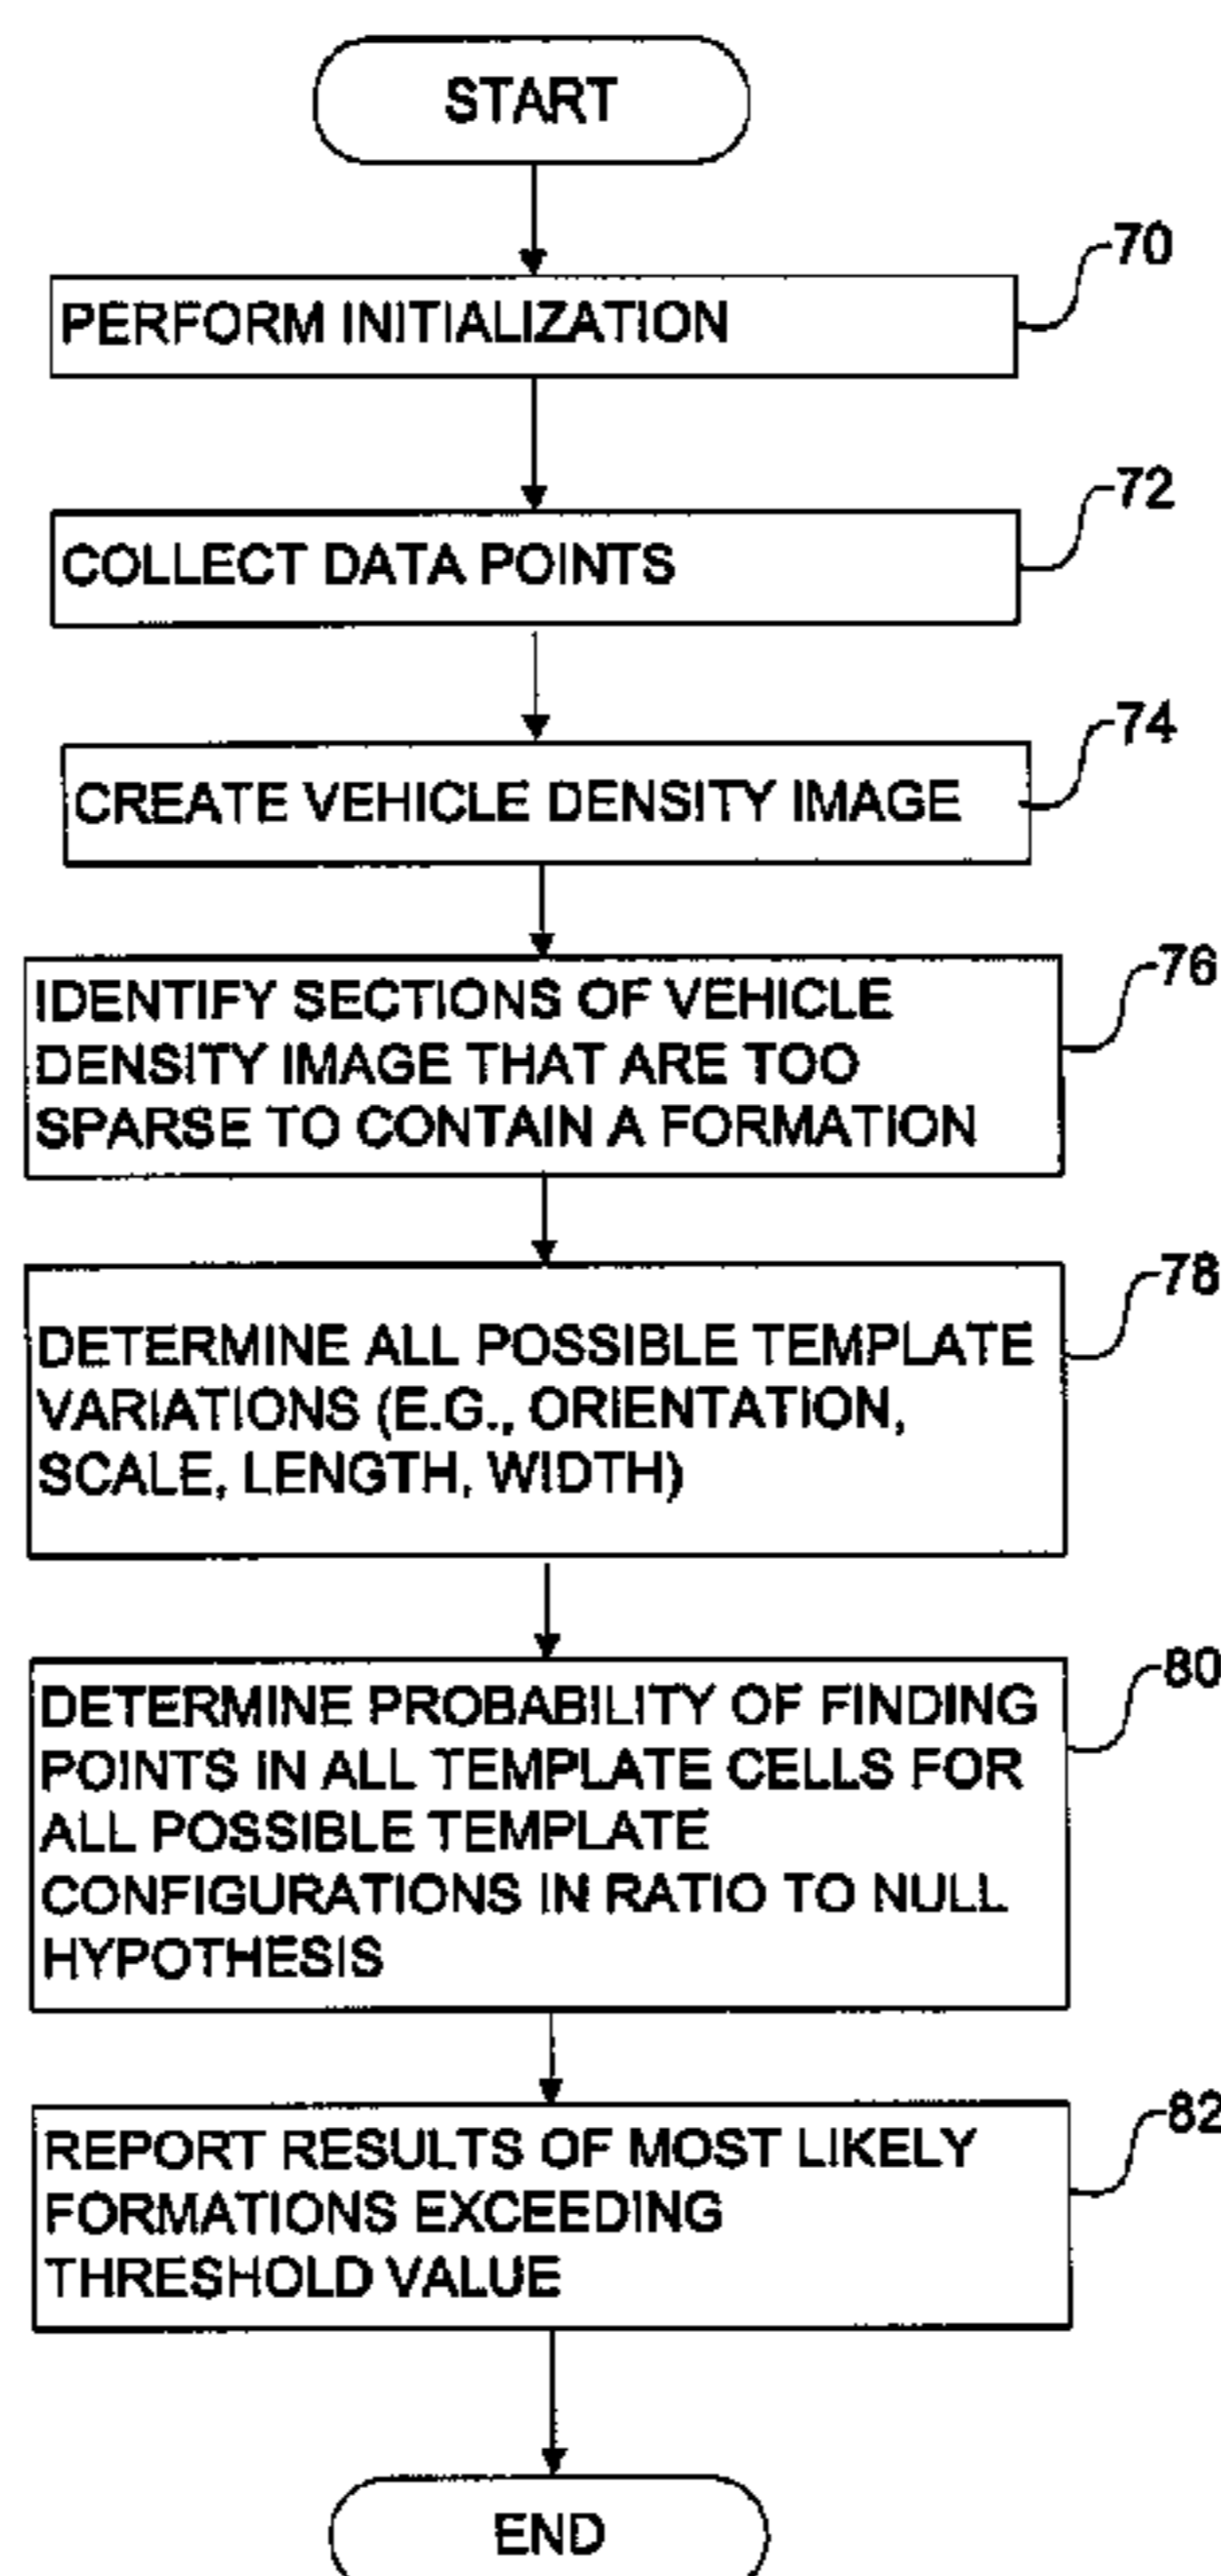 START
70
PERFORM INITIALIZATION
72
COLLECT DATA POINTS
74
CREATE VEHICLE DENSITY IMAGE
76
IDENTIFY SECTIONS OF VEHICLE
DENSITY IMAGE THAT ARE TOO
SPARSE TO CONTAIN A FORMATION
78
DETERMINE ALL POSSIBLE TEMPLATE
VARIATIONS (E.G., ORIENTATION,
SCALE, LENGTH, WIDTH)
80
DETERMINE PROBABILITY OF FINDING
POINTS IN ALL TEMPLATE CELLS FOR
ALL POSSIBLE TEMPLATE
CONFIGURATIONS IN RATIO TO NULL
HYPOTHESIS
82
REPORT RESULTS OF MOST LIKELY
FORMATIONS EXCEEDING
THRESHOLD VALUE
END